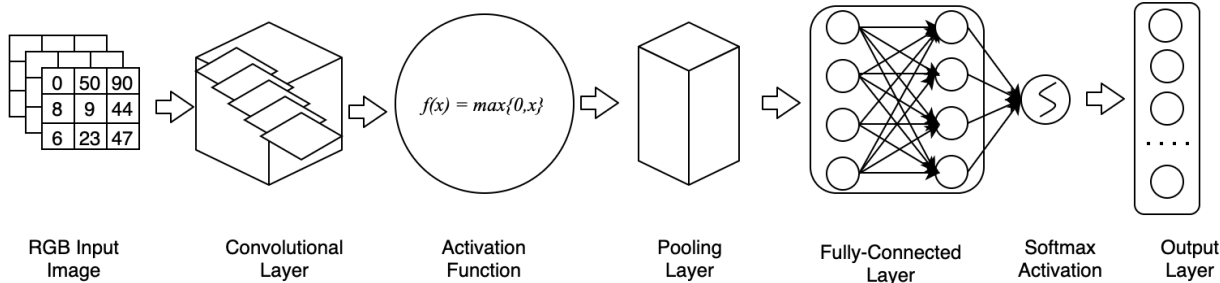 0 50 90
8 9 44
6 23 47
f(x) = max{0,x}
. . . .
RGB Input
Image
Convolutional
Layer
Activation
Function
Pooling
Layer
Fully-Connected
Layer
Softmax
Activation
Output
Layer